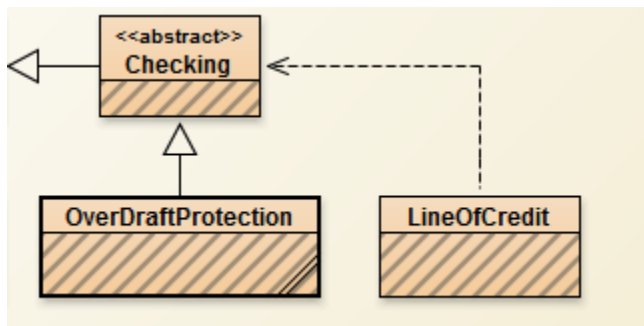 <<abstract>>
Checking
OverDraftProtection
LineOfCredit